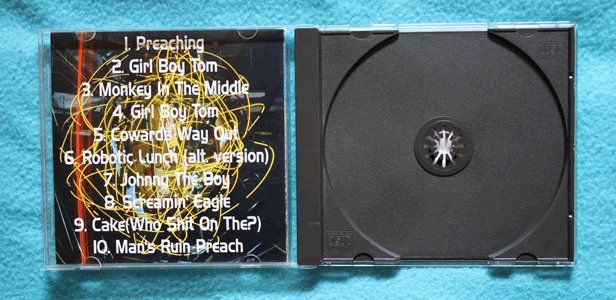 1. Preaching
2. Girl Boy Tom
3. Monkey In The Middle
4. Girl Boy Tom
5. Cowards Way Out
6. Robotic Lunch (alt. version)
7. Johnny The Boy
8. Screamin' Eagle
9. Cake(Who Shit On The?)
10. Man's Ruin Preach